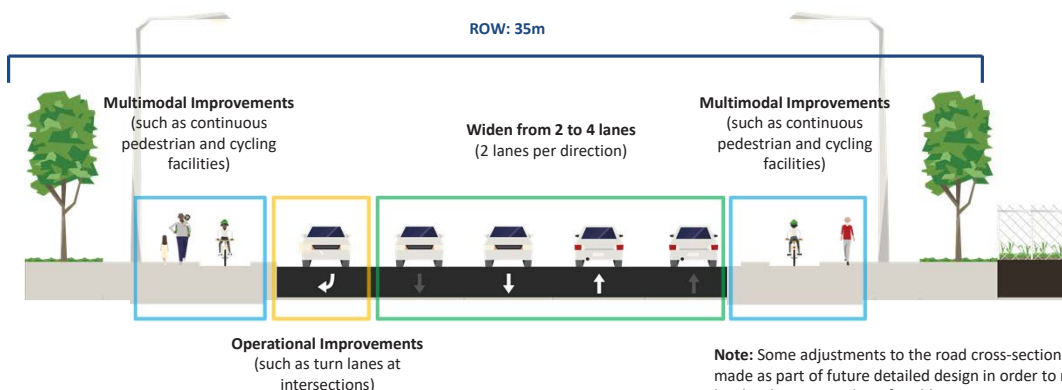 ROW: 35m
Multimodal Improvements
(such as continuous
pedestrian and cycling
facilities)
Widen from 2 to 4 lanes
(2 lanes per direction)
Multimodal Improvements
(such as continuous
pedestrian and cycling
facilities)
Operational Improvements
(such as turn lanes at
intersections)
Note: Some adjustments to the road cross-section
made as part of future detailed design in order to